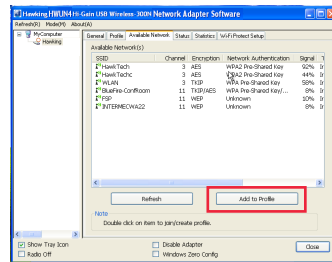 Hawking HWUN4 Hi-Gain USB Wireless-300N Network Adapter Software
Refresh(R) Mode(M) About(A)
MyComputer
Hawking
General Profile Available Network Status Statistics Wi-Fi Protect Setup
Available Network(s)
SSID Channel Encryption Network Authentication Signal
HawkTech 3 AES WPA2 Pre-Shared Key 92%
HawkTechc 3 AES WPA2 Pre-Shared Key 44%
WLAN 3 TKIP WPA Pre-Shared Key 58%
BlueFire-ConfRoom 11 TKIP/AES WPA Pre-Shared Key/... 8%
FSP 11 WEP Unknown 10%
INTERMECWA22 11 WEP Unknown 8%
Refresh Add to Profile
Note
Double click on item to join/create profile.
Show Tray Icon Disable Adapter
Radio Off Windows Zero Config
Close